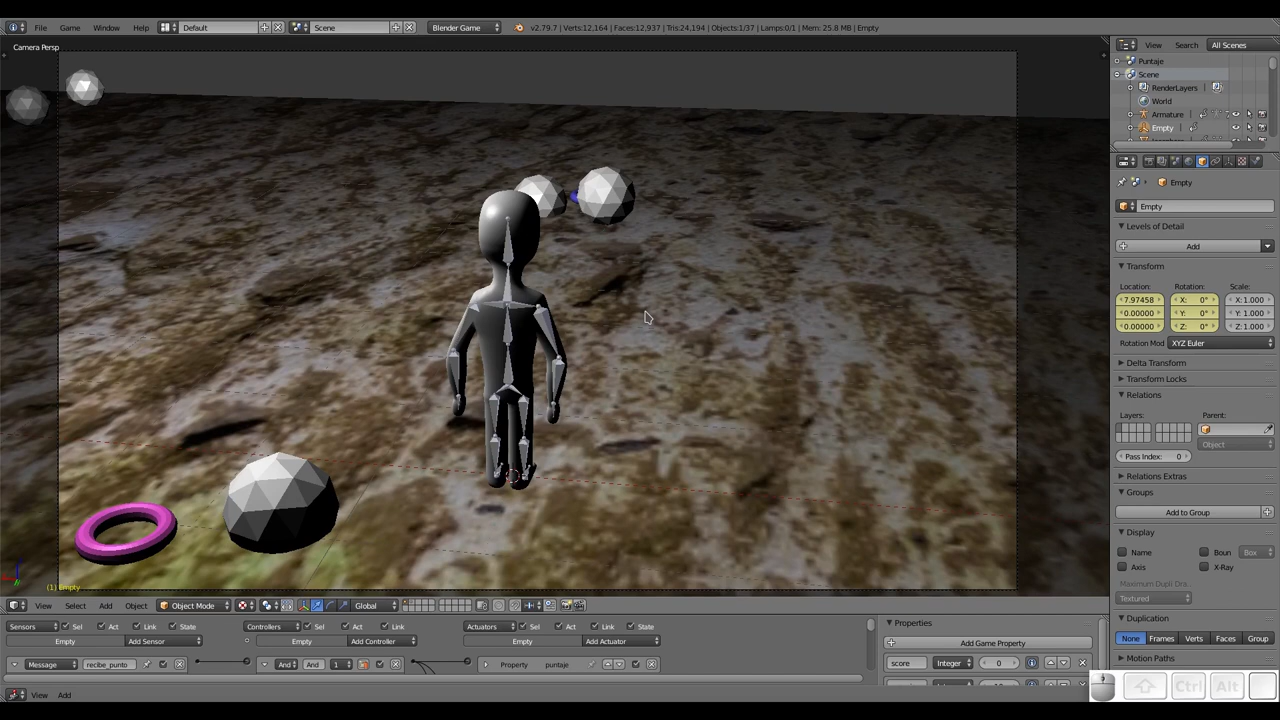 File Game Window Help Default Scene Blender Game v2.79.7 | Verts:12,164 | Faces:12,937 | Tris:24,194 | Objects:1/37 | Lamps:0/1 | Mem: 25.8 MB | Empty
Camera Persp
View Search All Scenes
Puntaje
Scene
RenderLayers
World
Armature
Empty
Empty
Empty
Levels of Detail
Add
Transform
Location: Rotation: Scale:
7.97458 X: 0° X: 1.000
0.00000 Y: 0° Y: 1.000
0.00000 Z: 0° Z: 1.000
Rotation Mod XYZ Euler
Delta Transform
Transform Locks
Relations
Layers: Parent:
Object
Pass Index: 0
Relations Extras
Groups
Add to Group
Display
Name Boun Box
Axis X-Ray
Maximum Dupli Dra..
Textured
Duplication
None Frames Verts Faces Group
Motion Paths
(1) Empty
View Select Add Object Object Mode Global
Sensors Sel Act Link State Controllers Sel Act Link Actuators Sel Act Link State
Empty Add Sensor Empty Add Controller Empty Add Actuator
Message recibe_punto And And 1 Property puntaje
Properties
Add Game Property
score Integer 0
View Add
Ctrl Alt